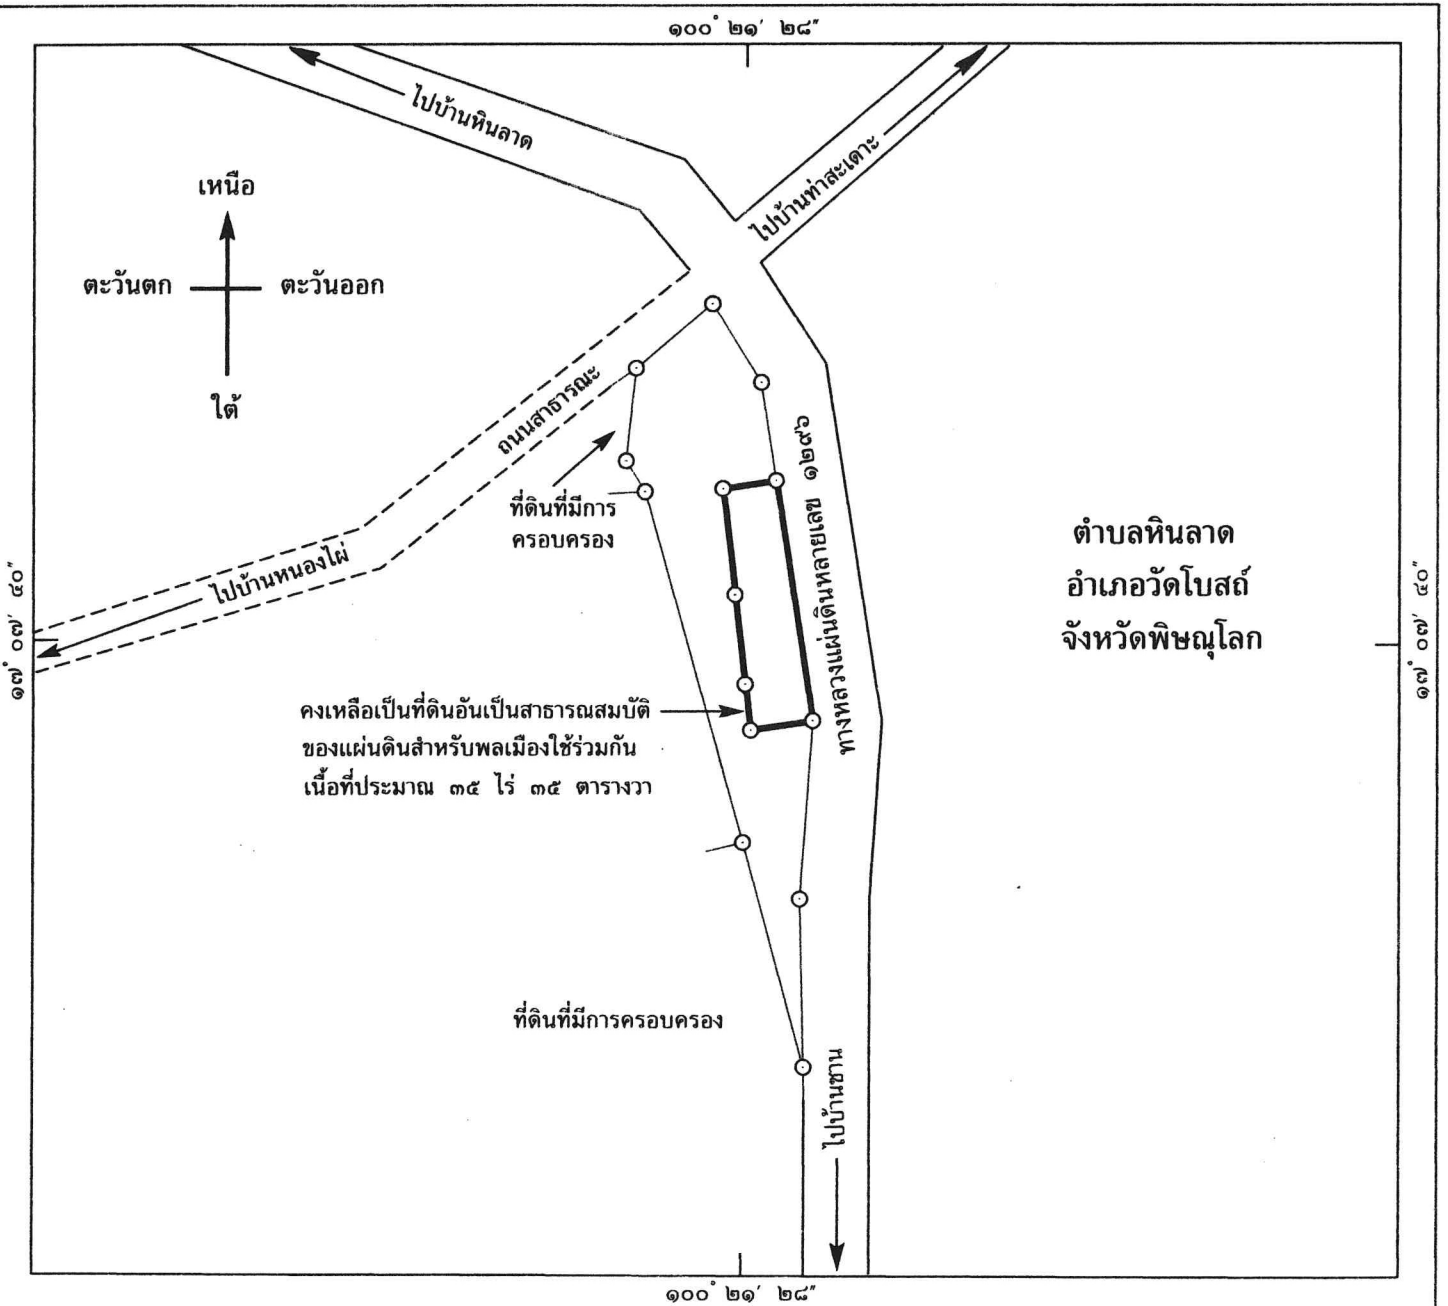 ๑๐๐° ๒๑′ ๒๘″
ไปบ้านหินลาด
ไปบ้านท่าสะเดาะ
เหนือ
ตะวันตก
ตะวันออก
ใต้
ถนนสาธารณะ
ที่ดินที่มีการ
ครอบครอง
ทางหลวงแผ่นดินหลายเลข ๑๒๙๖
ตำบลหินลาด
อำเภอวัดโบสถ์
จังหวัดพิษณุโลก
ไปบ้านหนองไผ่
๑๗° ๐๗′ ๔๐″
๑๗° ๐๗′ ๔๐″
คงเหลือเป็นที่ดินอันเป็นสาธารณสมบัติ
ของแผ่นดินสำหรับพลเมืองใช้ร่วมกัน
เนื้อที่ประมาณ ๓๕ ไร่ ๓๕ ตารางวา
ที่ดินที่มีการครอบครอง
ไปบ้านชาน
๑๐๐° ๒๑′ ๒๘″